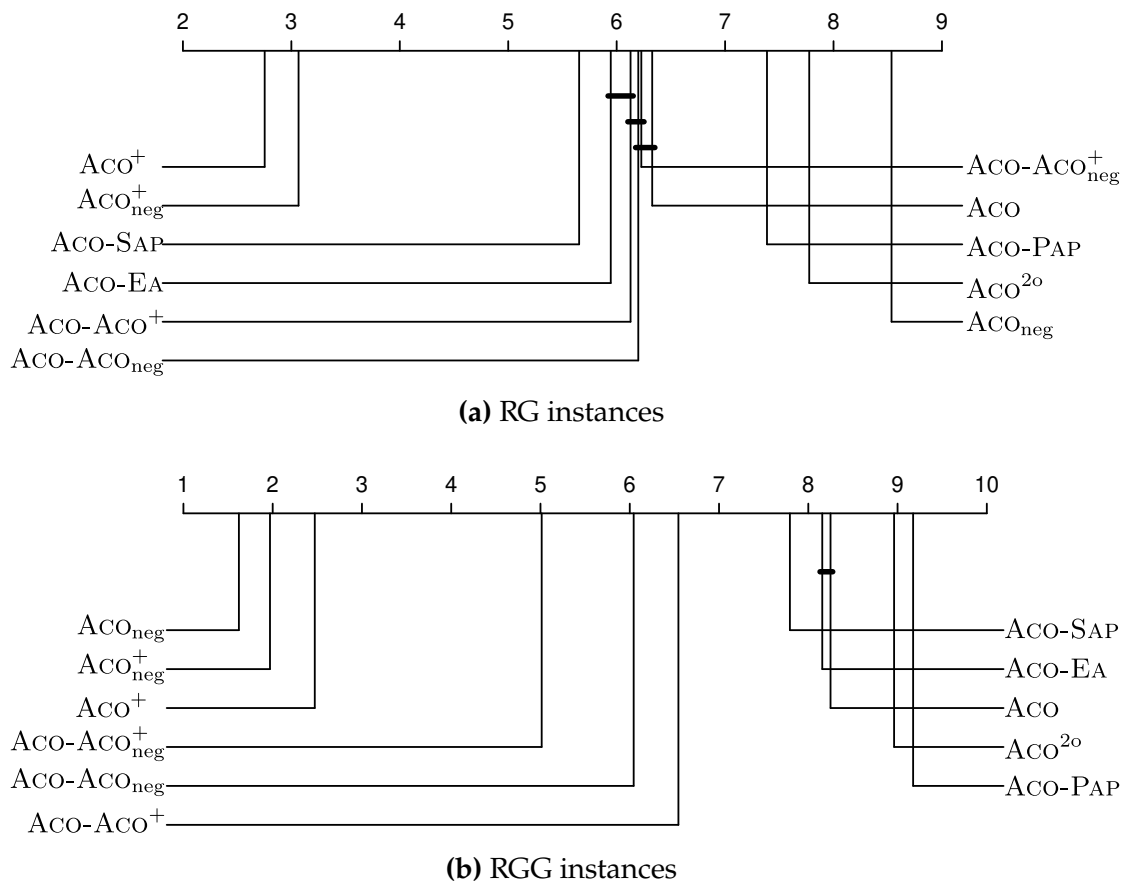 2 3 4 5 6 7 8 9
Aco⁺
Aco⁺neg
Aco-Sap
Aco-Ea
Aco-Aco⁺
Aco-Aconeg
Aco-Aco⁺neg
Aco
Aco-Pap
Aco²ᵒ
Aconeg
(a) RG instances
1 2 3 4 5 6 7 8 9 10
Aconeg
Aco⁺neg
Aco⁺
Aco-Aco⁺neg
Aco-Aconeg
Aco-Aco⁺
Aco-Sap
Aco-Ea
Aco
Aco²ᵒ
Aco-Pap
(b) RGG instances